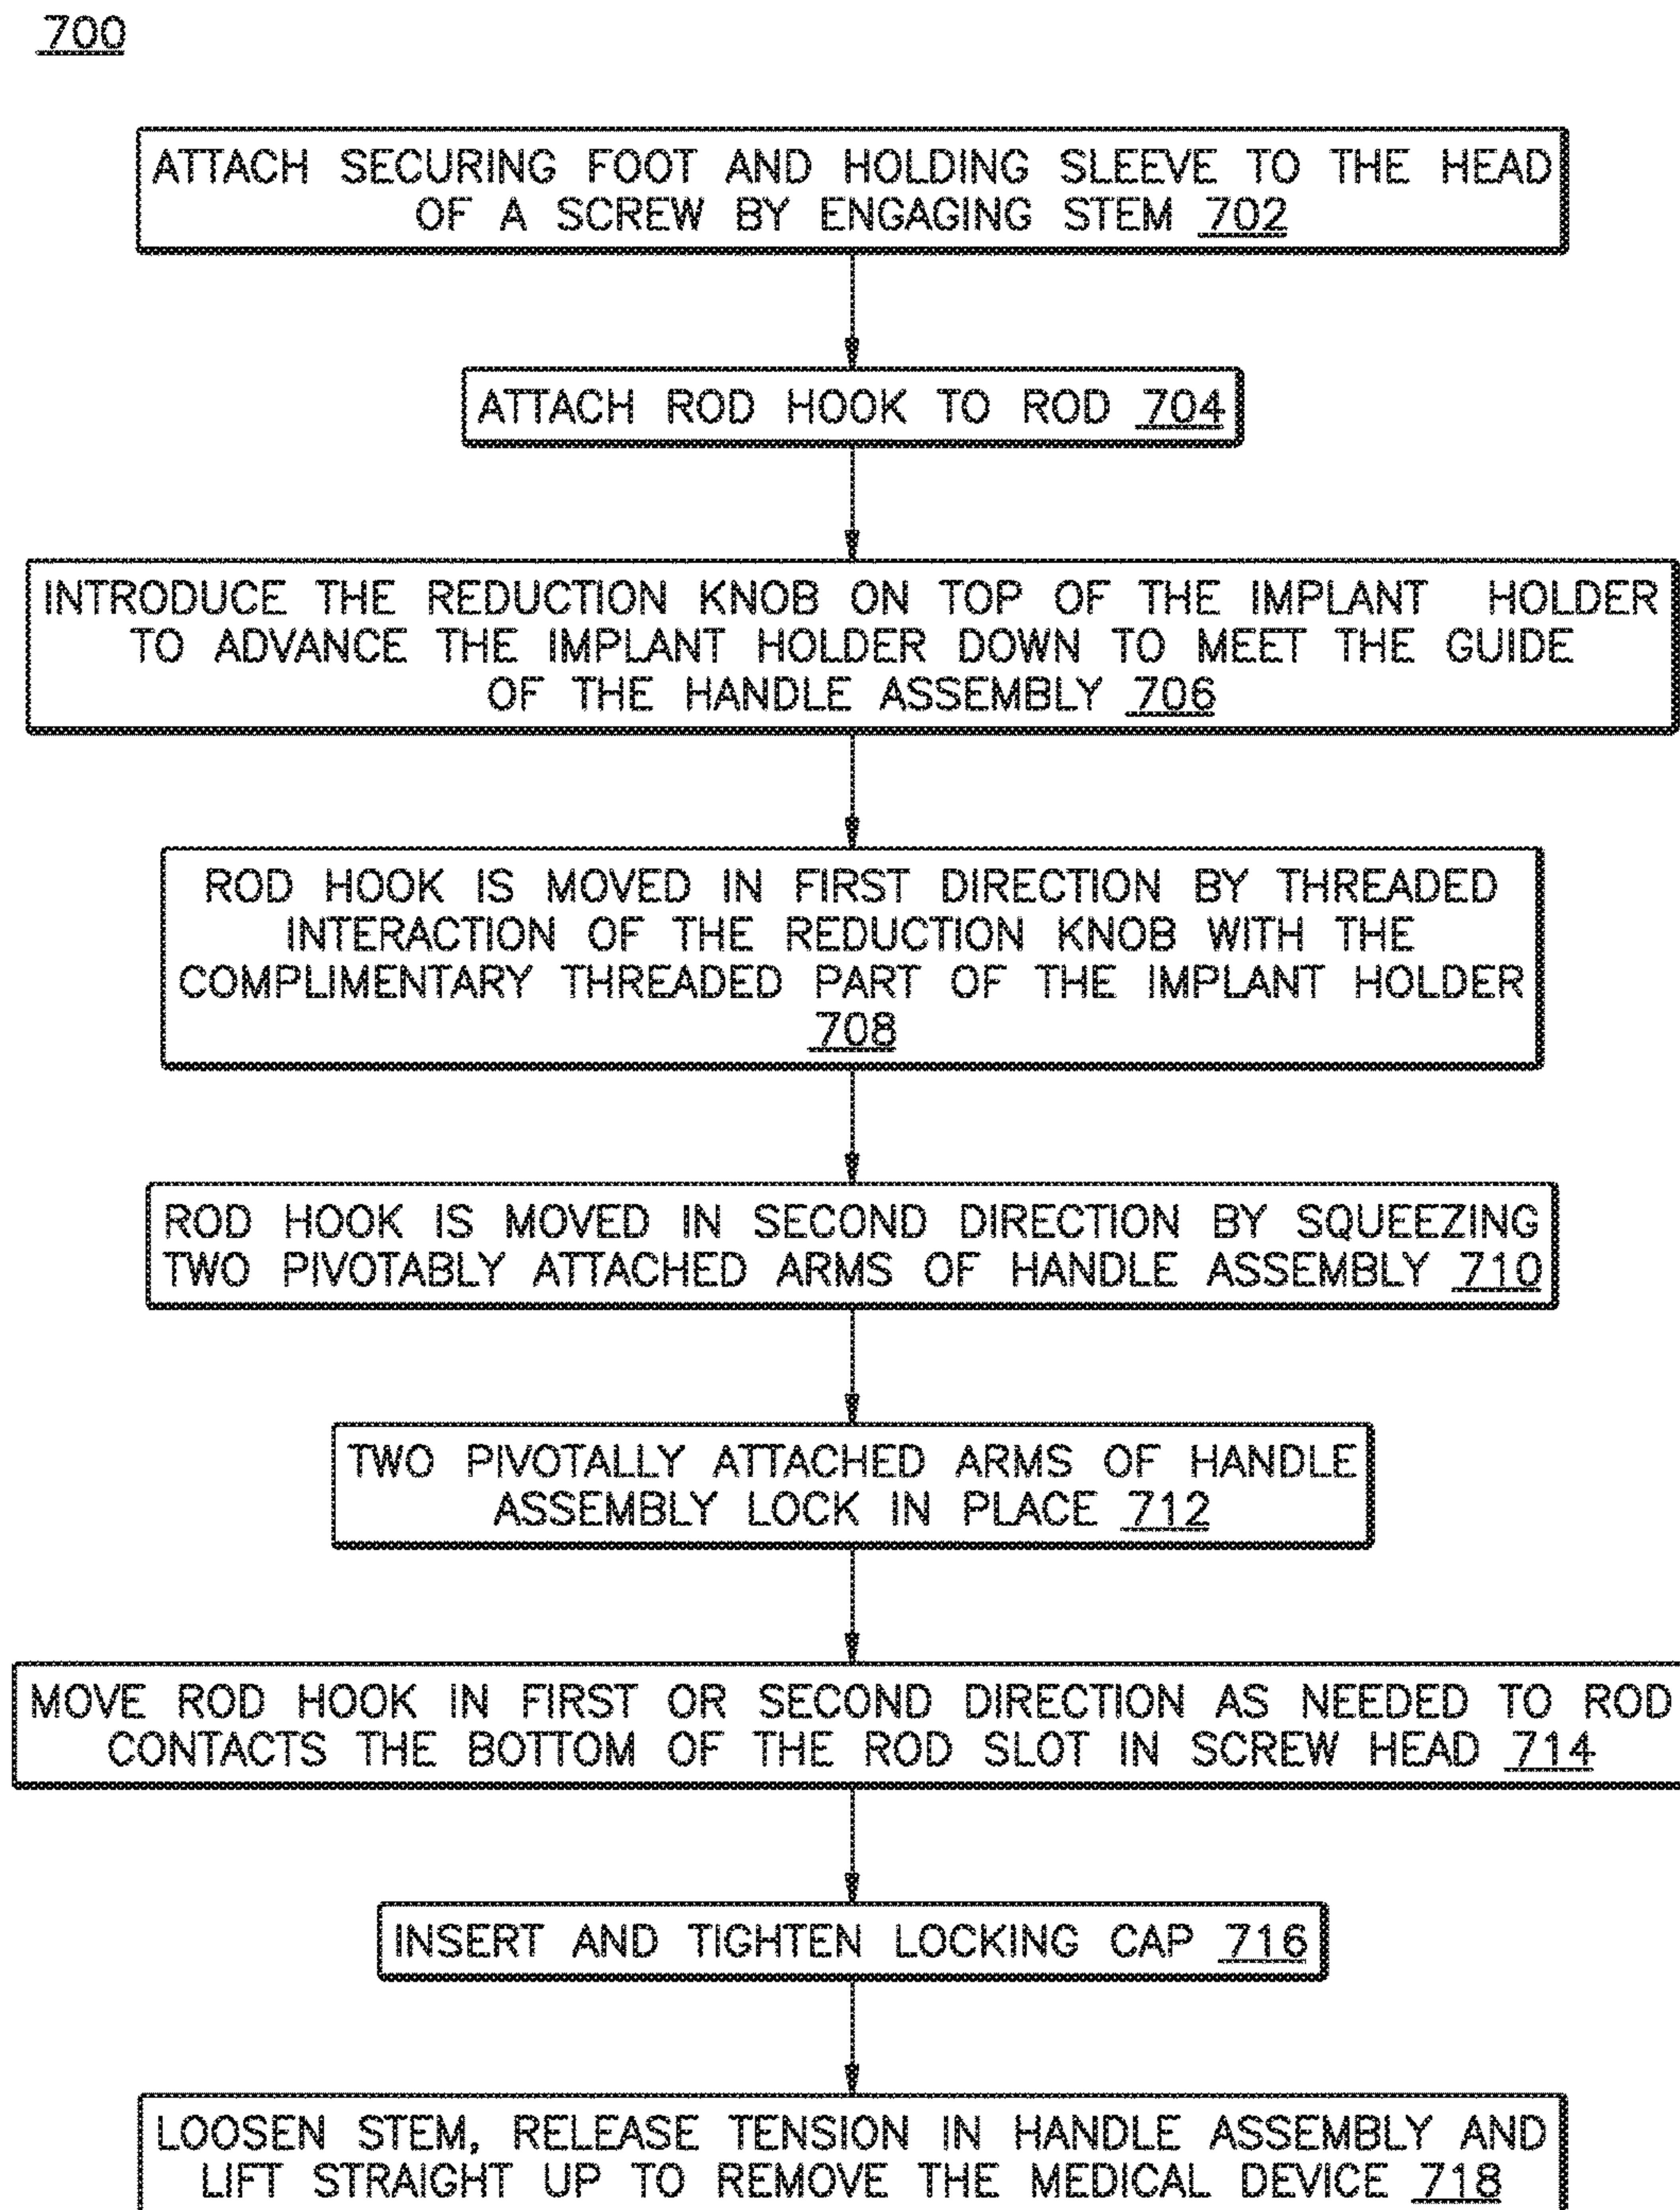 700
ATTACH SECURING FOOT AND HOLDING SLEEVE TO THE HEAD
OF A SCREW BY ENGAGING STEM 702
ATTACH ROD HOOK TO ROD 704
INTRODUCE THE REDUCTION KNOB ON TOP OF THE IMPLANT HOLDER
TO ADVANCE THE IMPLANT HOLDER DOWN TO MEET THE GUIDE
OF THE HANDLE ASSEMBLY 706
ROD HOOK IS MOVED IN FIRST DIRECTION BY THREADED
INTERACTION OF THE REDUCTION KNOB WITH THE
COMPLIMENTARY THREADED PART OF THE IMPLANT HOLDER
708
ROD HOOK IS MOVED IN SECOND DIRECTION BY SQUEEZING
TWO PIVOTABLY ATTACHED ARMS OF HANDLE ASSEMBLY 710
TWO PIVOTALLY ATTACHED ARMS OF HANDLE
ASSEMBLY LOCK IN PLACE 712
MOVE ROD HOOK IN FIRST OR SECOND DIRECTION AS NEEDED TO ROD
CONTACTS THE BOTTOM OF THE ROD SLOT IN SCREW HEAD 714
INSERT AND TIGHTEN LOCKING CAP 716
LOOSEN STEM, RELEASE TENSION IN HANDLE ASSEMBLY AND
LIFT STRAIGHT UP TO REMOVE THE MEDICAL DEVICE 718